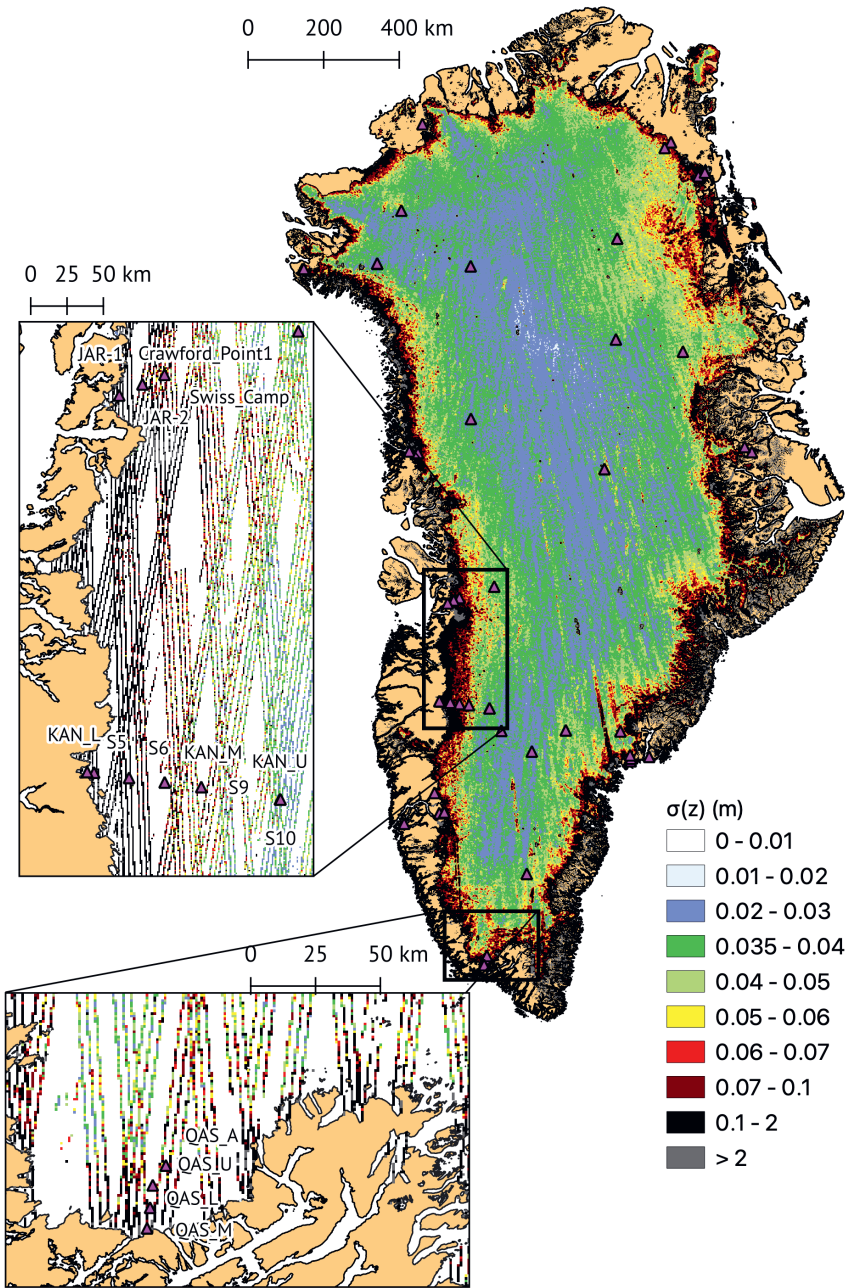 0 200 400 km
0 25 50 km
JAR-1 Crawford_Point1
Swiss_Camp
JAR-2
KAN_L S5 S6 KAN_M KAN_U
S9
S10
σ(z) (m)
0 - 0.01
0.01 - 0.02
0.02 - 0.03
0.035 - 0.04
0.04 - 0.05
0.05 - 0.06
0.06 - 0.07
0.07 - 0.1
0.1 - 2
> 2
0 25 50 km
QAS_A
QAS_U
QAS_L
QAS_M